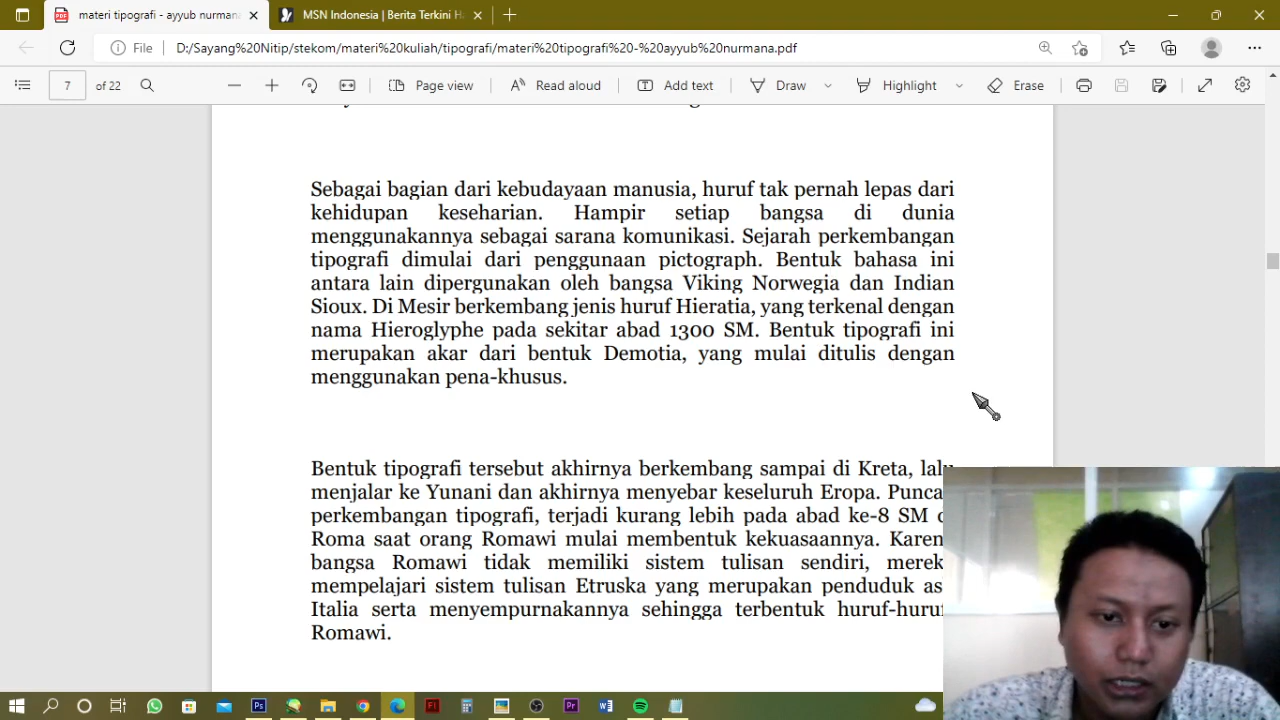 materi tipografi - ayyub nurmana
MSN Indonesia | Berita Terkini Ha
File
D:/Sayang%20Nitip/stekom/materi%20kuliah/tipografi/materi%20tipografi%20-%20ayyub%20nurmana.pdf
7 of 22
Page view
Read aloud
Add text
Draw
Highlight
Erase
Sebagai bagian dari kebudayaan manusia, huruf tak pernah lepas dari
kehidupan keseharian. Hampir setiap bangsa di dunia
menggunakannya sebagai sarana komunikasi. Sejarah perkembangan
tipografi dimulai dari penggunaan pictograph. Bentuk bahasa ini
antara lain dipergunakan oleh bangsa Viking Norwegia dan Indian
Sioux. Di Mesir berkembang jenis huruf Hieratia, yang terkenal dengan
nama Hieroglyphe pada sekitar abad 1300 SM. Bentuk tipografi ini
merupakan akar dari bentuk Demotia, yang mulai ditulis dengan
menggunakan pena-khusus.
Bentuk tipografi tersebut akhirnya berkembang sampai di Kreta, lalu
menjalar ke Yunani dan akhirnya menyebar keseluruh Eropa. Punca
perkembangan tipografi, terjadi kurang lebih pada abad ke-8 SM
Roma saat orang Romawi mulai membentuk kekuasaannya. Karen
bangsa Romawi tidak memiliki sistem tulisan sendiri, merek
mempelajari sistem tulisan Etruska yang merupakan penduduk as
Italia serta menyempurnakannya sehingga terbentuk huruf-huruf
Romawi.